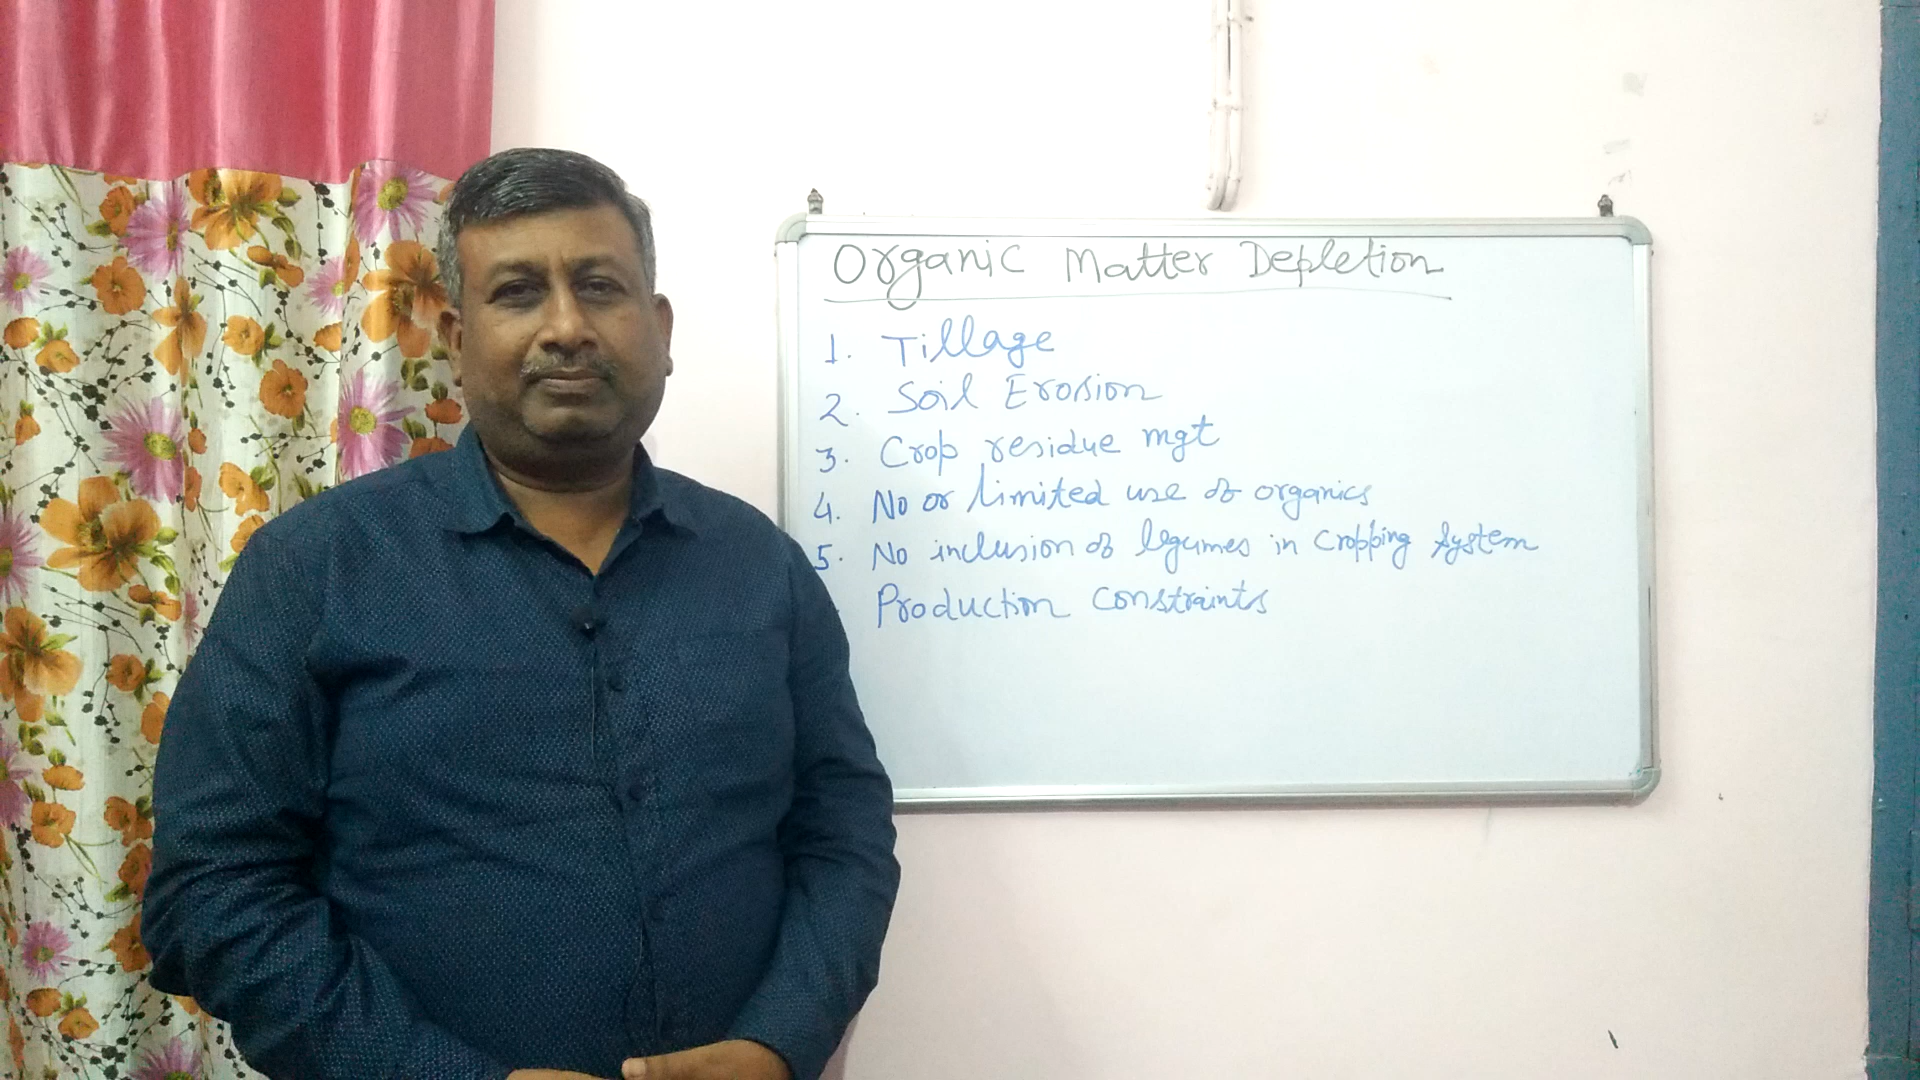 Organic Matter Depletion
1. Tillage
2. Soil Erosion
3. Crop residue mgt
4. No or limited use of organics
5. No inclusion of legumes in cropping system
Production constraints